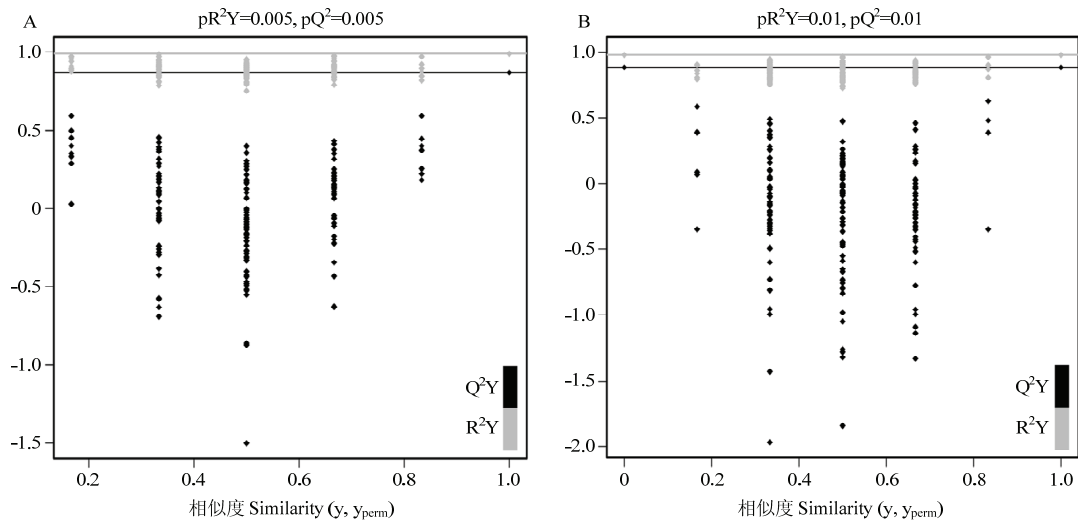 A
pR²Y=0.005, pQ²=0.005
1.0
0.5
0
-0.5
-1.0
-1.5
Q²Y
R²Y
0.2 0.4 0.6 0.8 1.0
相似度 Similarity (y, yperm)
B
pR²Y=0.01, pQ²=0.01
1.0
0.5
0
-0.5
-1.0
-1.5
-2.0
Q²Y
R²Y
0 0.2 0.4 0.6 0.8 1.0
相似度 Similarity (y, yperm)